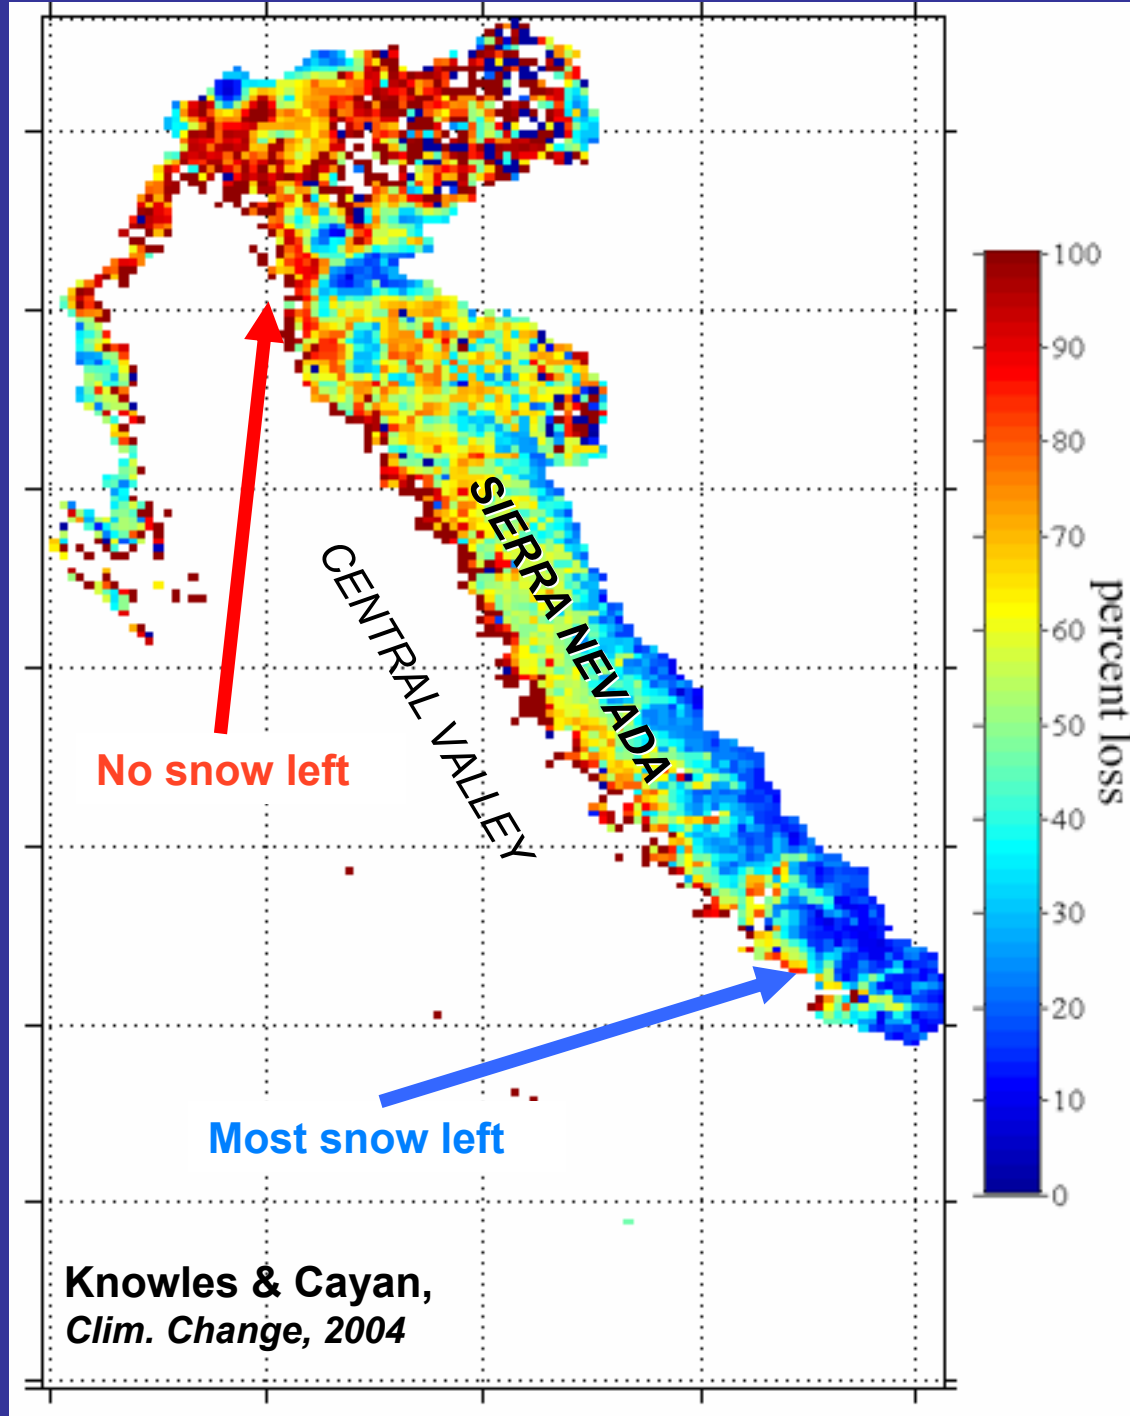 100
90
80
70
60
50
40
30
20
10
0
percent loss
SIERRA NEVADA
CENTRAL VALLEY
No snow left
Most snow left
Knowles & Cayan,
Clim. Change, 2004